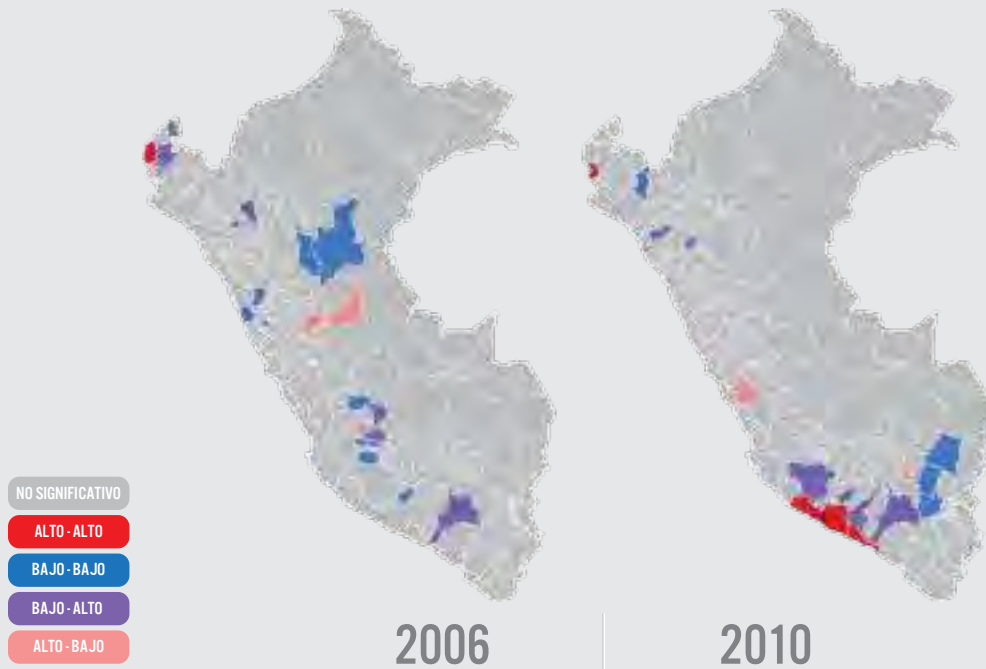 NO SIGNIFICATIVO
ALTO - ALTO
BAJO - BAJO
BAJO - ALTO
ALTO - BAJO
2006
2010